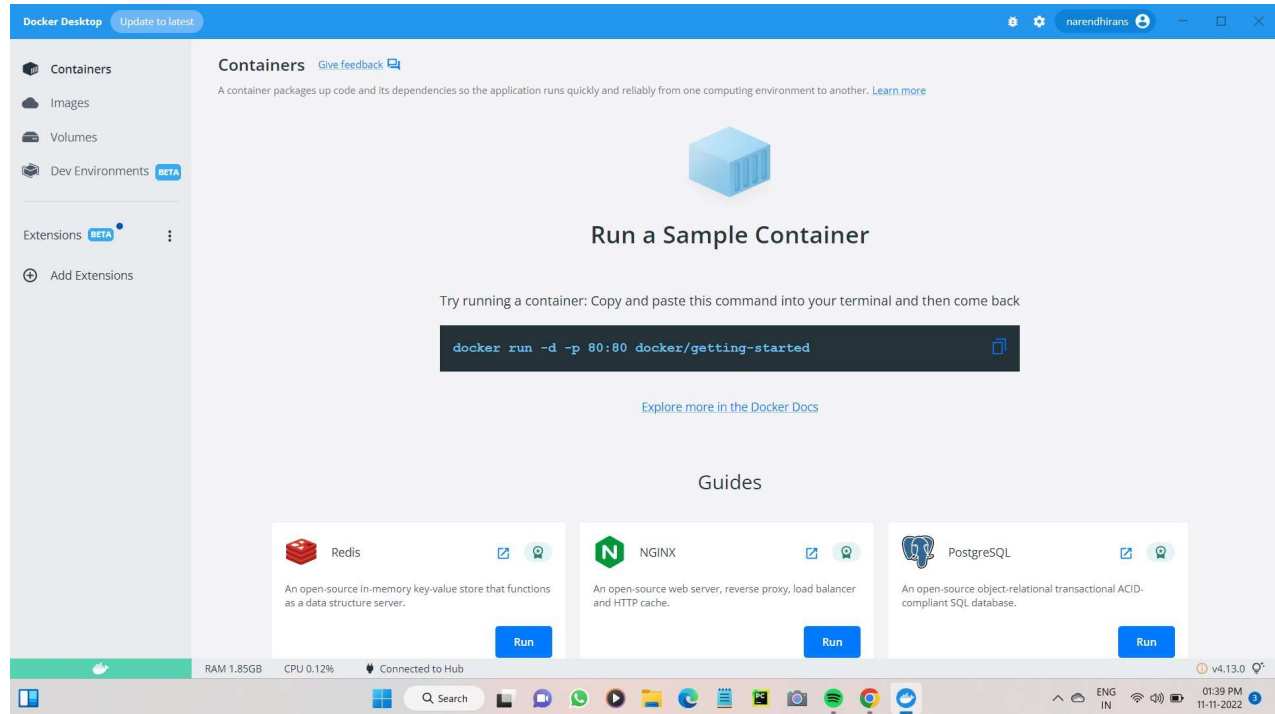 Docker Desktop Update to latest
narendhirans
Containers
Images
Volumes
Dev Environments BETA
Extensions BETA
Add Extensions
Containers Give feedback
A container packages up code and its dependencies so the application runs quickly and reliably from one computing environment to another. Learn more
Run a Sample Container
Try running a container: Copy and paste this command into your terminal and then come back
docker run -d -p 80:80 docker/getting-started
Explore more in the Docker Docs
Guides
Redis
An open-source in-memory key-value store that functions
as a data structure server.
Run
NGINX
An open-source web server, reverse proxy, load balancer
and HTTP cache.
Run
PostgreSQL
An open-source object-relational transactional ACID-
compliant SQL database.
Run
RAM 1.85GB CPU 0.12% Connected to Hub
v4.13.0
Search
PC
ENG
IN
01:39 PM
11-11-2022
3